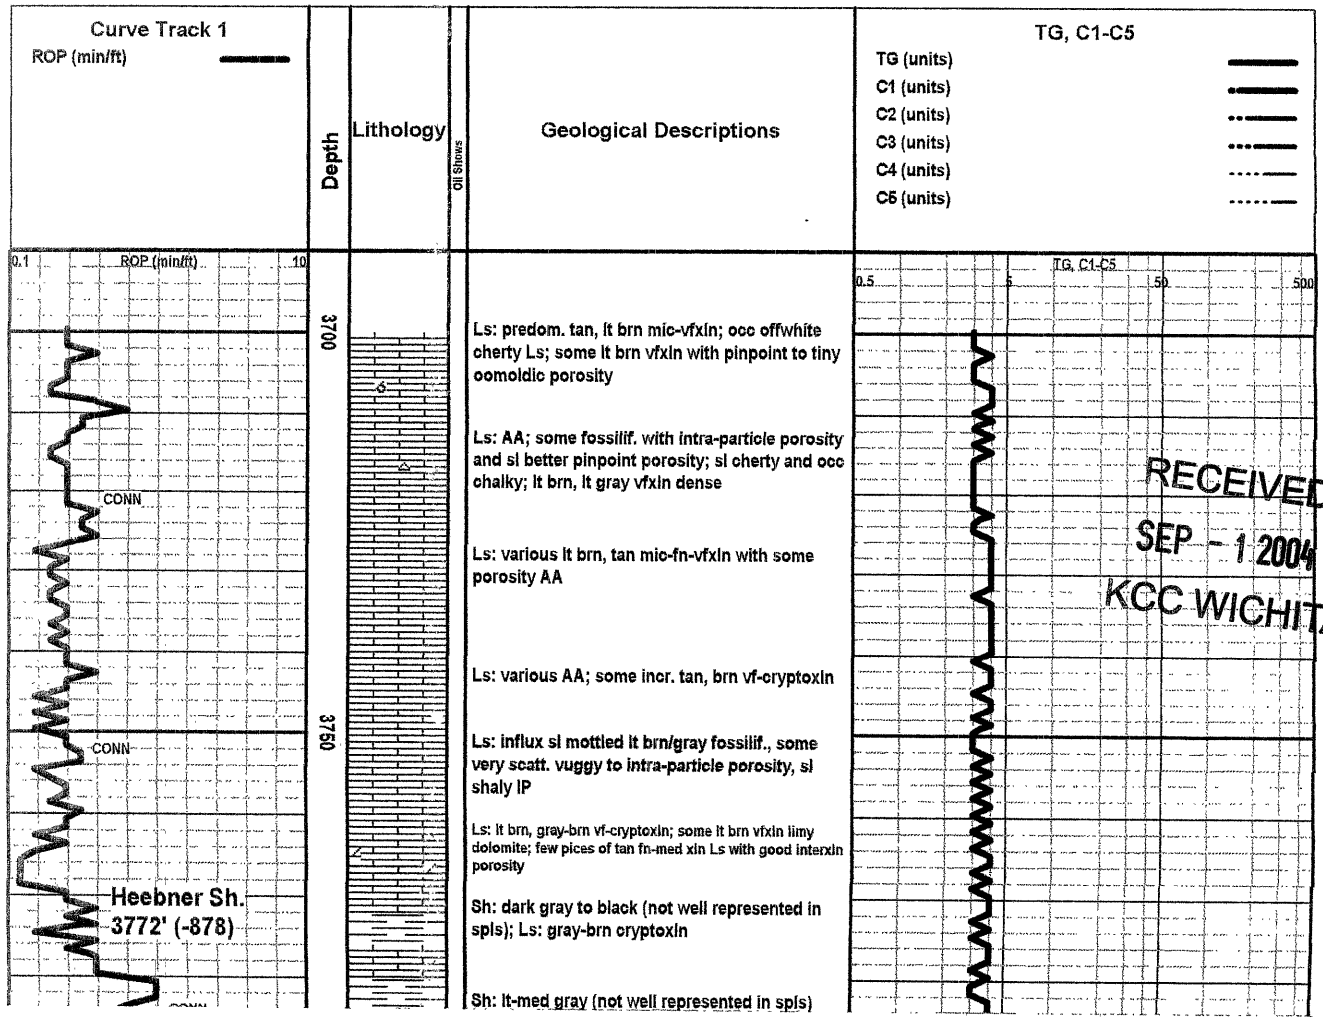 Curve Track 1
ROP (min/ft)
Depth
Lithology
Oil Shows
Geological Descriptions
TG, C1-C5
TG (units)
C1 (units)
C2 (units)
C3 (units)
C4 (units)
C5 (units)
0.1 ROP (min/ft) 10
TG, C1-C5
0.5 5 50 500
3700
Ls: predom. tan, lt brn mic-vfxln; occ offwhite
cherty Ls; some lt brn vfxln with pinpoint to tiny
oomoldic porosity
Ls: AA; some fossilif. with intra-particle porosity
and sl better pinpoint porosity; sl cherty and occ
chalky; lt brn, lt gray vfxln dense
CONN
RECEIVED
SEP - 1 2004
KCC WICHITA
Ls: various lt brn, tan mic-fn-vfxln with some
porosity AA
Ls: various AA; some incr. tan, brn vf-cryptoxln
3750
CONN
Ls: influx sl mottled lt brn/gray fossilif., some
very scatt. vuggy to intra-particle porosity, sl
shaly IP
Ls: lt brn, gray-brn vf-cryptoxln; some lt brn vfxln limy
dolomite; few pices of tan fn-med xln Ls with good interxln
porosity
Heebner Sh.
3772' (-878)
Sh: dark gray to black (not well represented in
spls); Ls: gray-brn cryptoxln
Sh: lt-med gray (not well represented in spls)
CONN